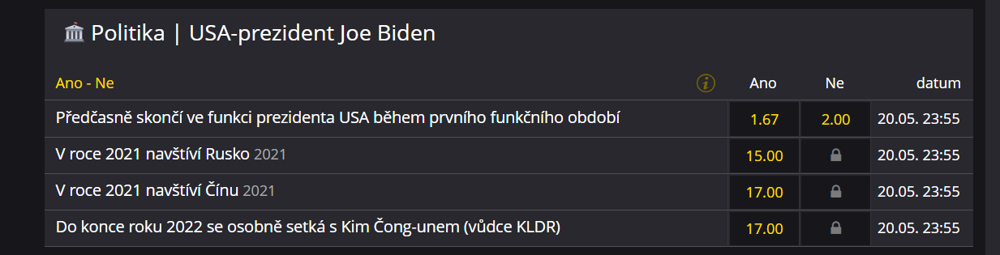 Politika | USA-prezident Joe Biden
Ano - Ne Ano Ne datum
Předčasně skončí ve funkci prezidenta USA během prvního funkčního období 1.67 2.00 20.05. 23:55
V roce 2021 navštíví Rusko 2021 15.00 20.05. 23:55
V roce 2021 navštíví Čínu 2021 17.00 20.05. 23:55
Do konce roku 2022 se osobně setká s Kim Čong-unem (vůdce KLDR) 17.00 20.05. 23:55